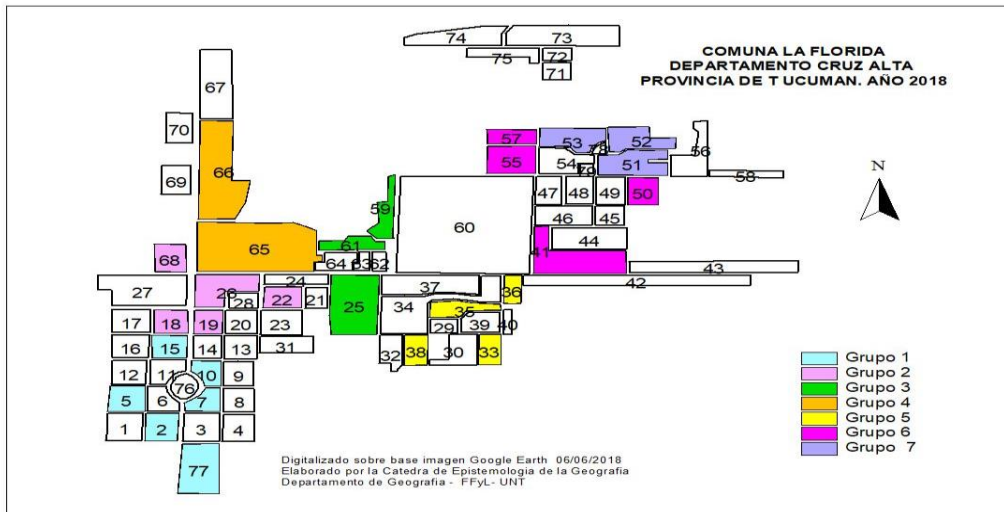 74 73
COMUNA LA FLORIDA
DEPARTAMENTO CRUZ ALTA
PROVINCIA DE T UCUMAN. AÑO 2018
75 72
71
67
70
57 53 52
78 56
55 54 51
79 58
66
69 47 48 49 50
N
59
60 46 45
65 61 41 44
68 64 63 62
43
24 37 42
27 26 22 21 25 36
28 34 35
17 18 19 20 23 29 39 40
16 15 14 13 31 32 38 30 33
12 11 10 9
76
5 6 7 8
1 2 3 4
77
Grupo 1
Grupo 2
Grupo 3
Grupo 4
Grupo 5
Grupo 6
Grupo 7
Digitalizado sobre base imagen Google Earth 06/06/2018
Elaborado por la Catedra de Epistemologia de la Geografia
Departamento de Geografia - FFyL- UNT